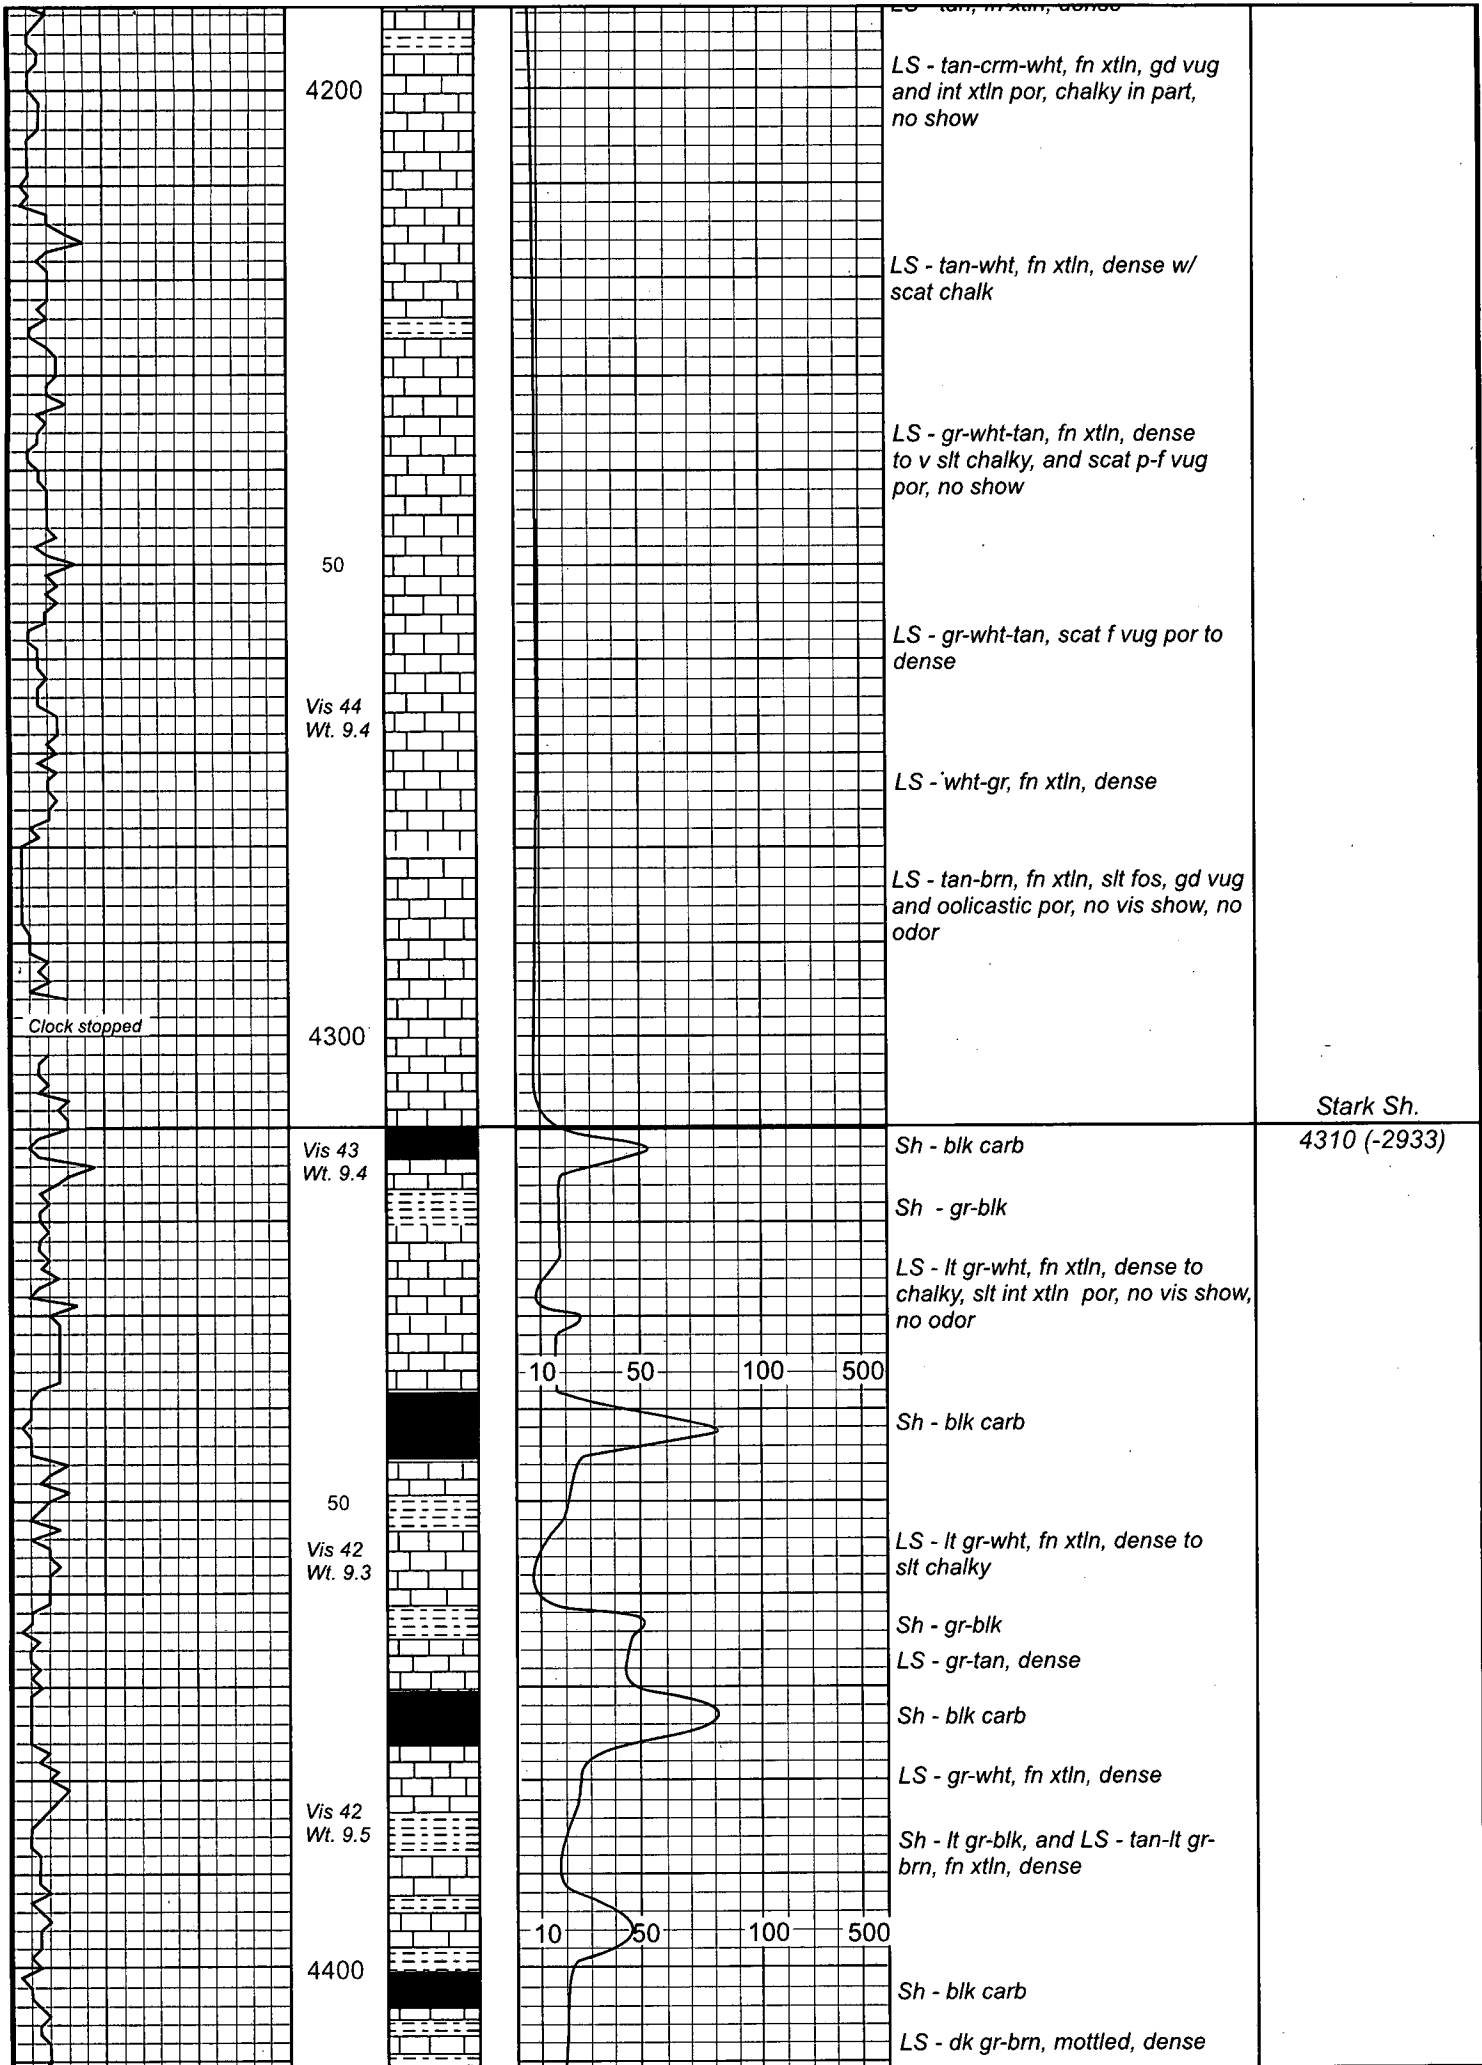 LS - tan, fn xtln, dense
LS - tan-crm-wht, fn xtln, gd vug
and int xtln por, chalky in part,
no show
4200
LS - tan-wht, fn xtln, dense w/
scat chalk
LS - gr-wht-tan, fn xtln, dense
to v slt chalky, and scat p-f vug
por, no show
50
LS - gr-wht-tan, scat f vug por to
dense
Vis 44
Wt. 9.4
LS - wht-gr, fn xtln, dense
LS - tan-brn, fn xtln, slt fos, gd vug
and oolicastic por, no vis show, no
odor
Clock stopped
4300
Stark Sh.
4310 (-2933)
Vis 43
Wt. 9.4
Sh - blk carb
Sh - gr-blk
LS - lt gr-wht, fn xtln, dense to
chalky, slt int xtln por, no vis show,
no odor
10 50 100 500
Sh - blk carb
50
Vis 42
Wt. 9.3
LS - lt gr-wht, fn xtln, dense to
slt chalky
Sh - gr-blk
LS - gr-tan, dense
Sh - blk carb
LS - gr-wht, fn xtln, dense
Vis 42
Wt. 9.5
Sh - lt gr-blk, and LS - tan-lt gr-
brn, fn xtln, dense
10 50 100 500
4400
Sh - blk carb
LS - dk gr-brn, mottled, dense